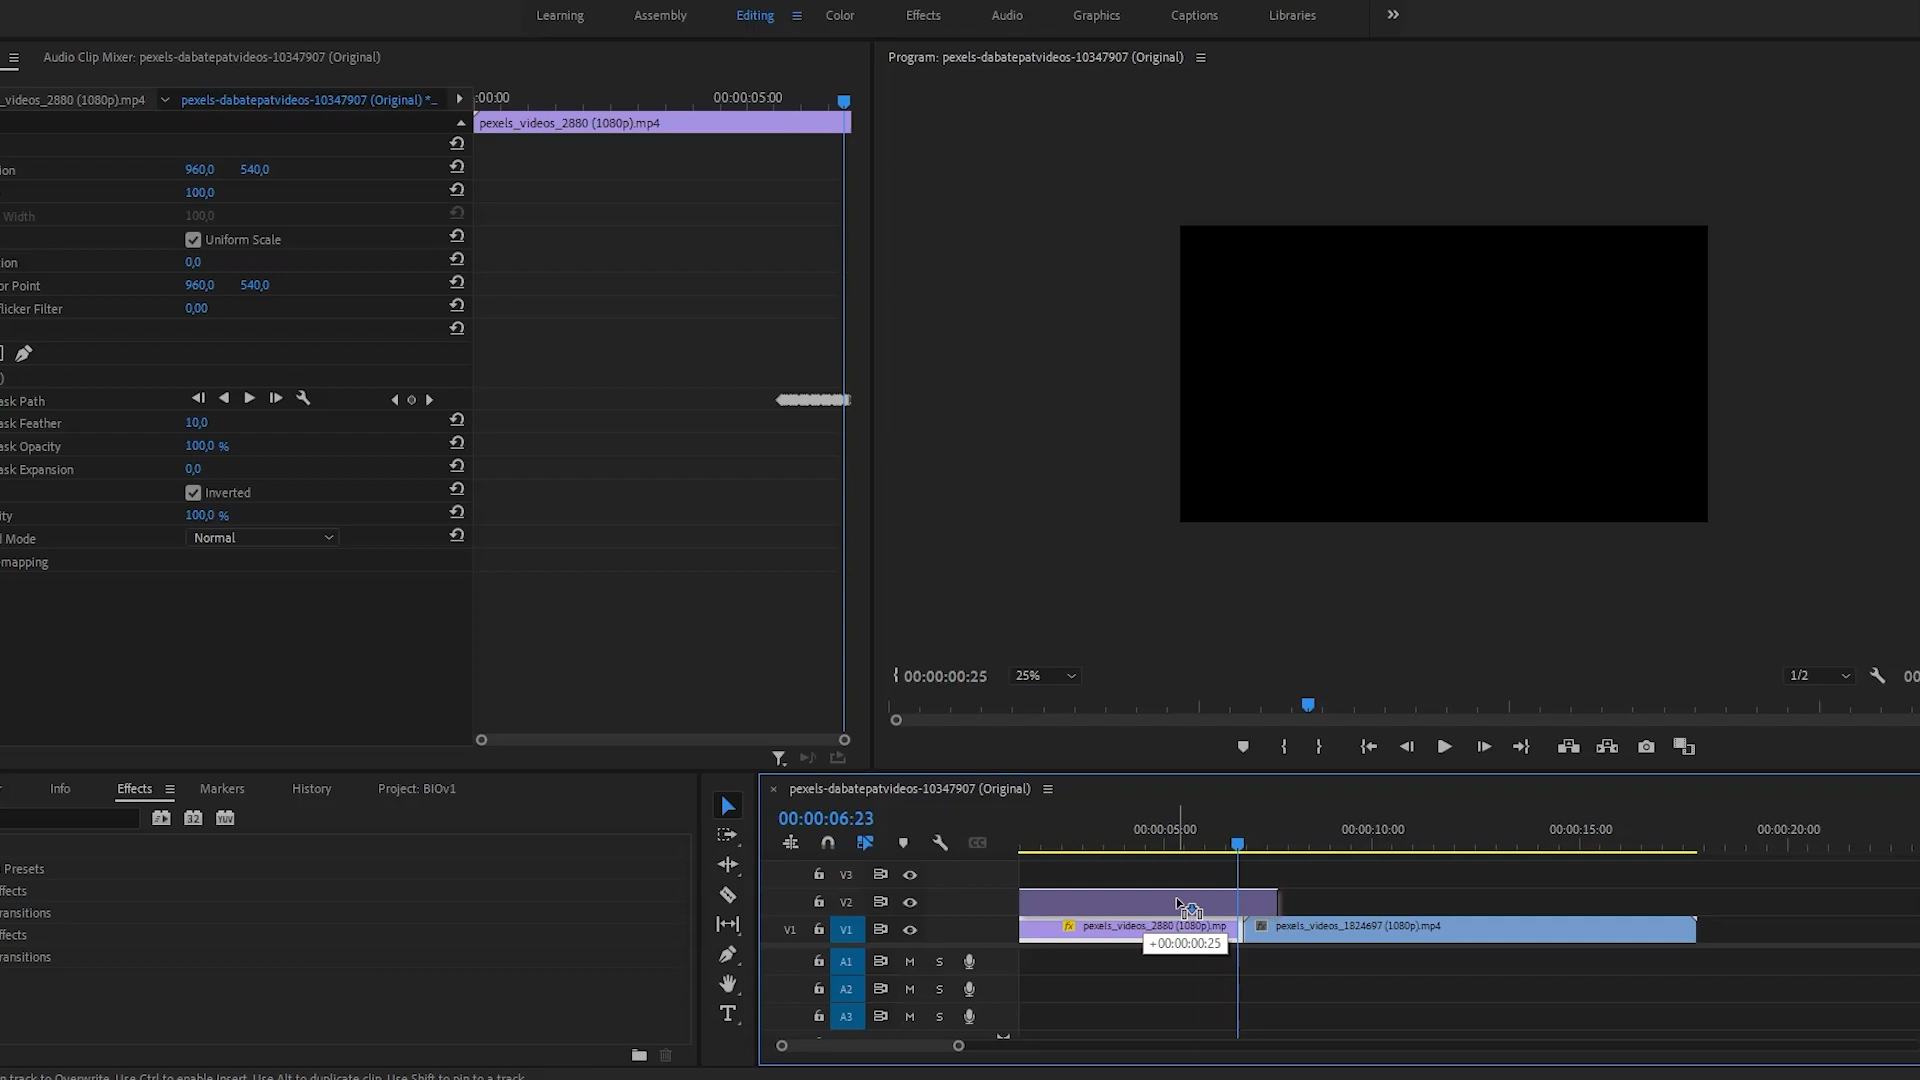 Learning
Assembly
Editing
Color
Effects
Audio
Graphics
Captions
Libraries
Audio Clip Mixer: pexels-dabatepatvideos-10347907 (Original)
Program: pexels-dabatepatvideos-10347907 (Original)
_videos_2880 (1080p).mp4
pexels-dabatepatvideos-10347907 (Original) *_
:00:00
00:00:05:00
pexels_videos_2880 (1080p).mp4
ion 960,0 540,0
100,0
Width 100,0
Uniform Scale
ion 0,0
or Point 960,0 540,0
licker Filter 0,00
)
ask Path
ask Feather 10,0
ask Opacity 100,0 %
ask Expansion 0,0
Inverted
ity 100,0 %
d Mode Normal
-mapping
00:00:00:25
25%
1/2
00
Info
Effects
Markers
History
Project: BIOv1
32
YUV
Presets
ffects
ransitions
ffects
ransitions
× pexels-dabatepatvideos-10347907 (Original)
00:00:06:23
00:00:05:00
00:00:10:00
00:00:15:00
00:00:20:00
CC
V3
V2
V1 V1
pexels_videos_2880 (1080p).mp
pexels_videos_1824697 (1080p).mp4
+00:00:00:25
A1 M S
A2 M S
A3 M S
T
n track to Overwrite. Use Ctrl to enable Insert. Use Alt to duplicate clip. Use Shift to pin to a track.